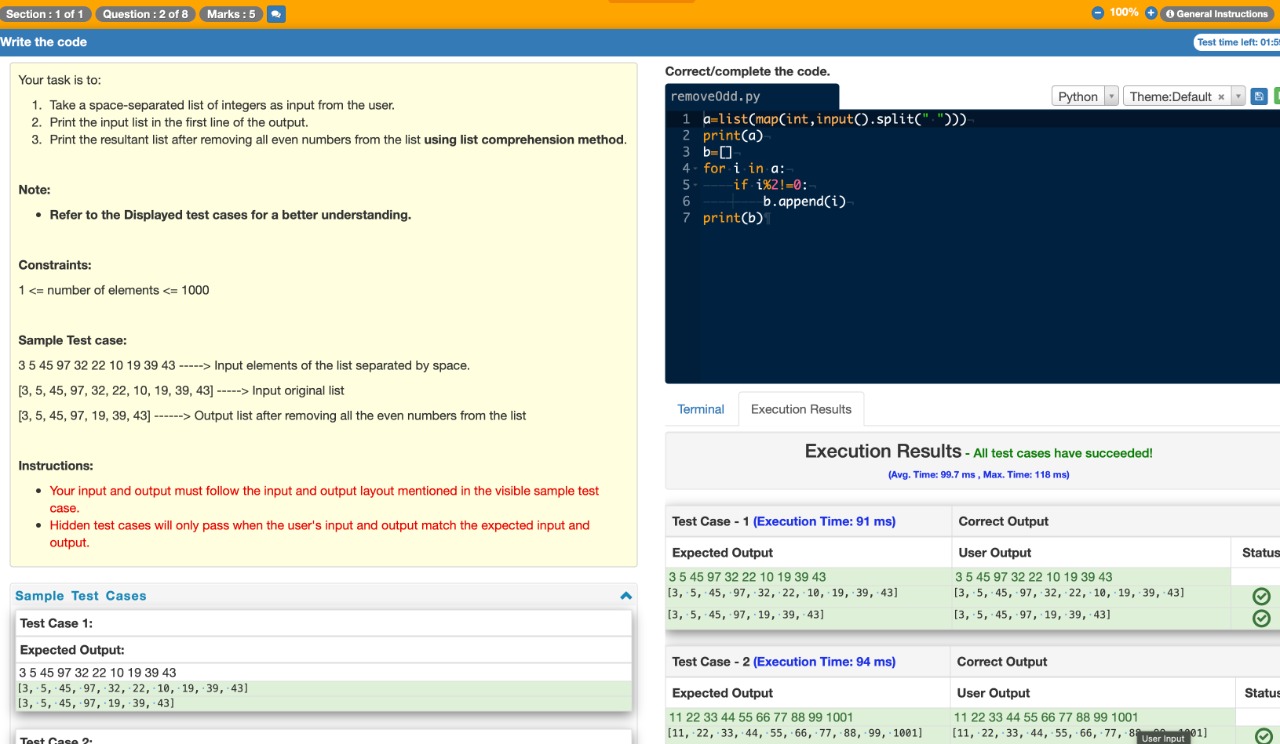 Section : 1 of 1 Question : 2 of 8 Marks : 5 100% General Instructions
Write the code Test time left: 01:5
Your task is to:
1. Take a space-separated list of integers as input from the user.
2. Print the input list in the first line of the output.
3. Print the resultant list after removing all even numbers from the list using list comprehension method.
Note:
• Refer to the Displayed test cases for a better understanding.
Constraints:
1 <= number of elements <= 1000
Sample Test case:
3 5 45 97 32 22 10 19 39 43 -----> Input elements of the list separated by space.
[3, 5, 45, 97, 32, 22, 10, 19, 39, 43] -----> Input original list
[3, 5, 45, 97, 19, 39, 43] ------> Output list after removing all the even numbers from the list
Instructions:
• Your input and output must follow the input and output layout mentioned in the visible sample test
case.
• Hidden test cases will only pass when the user's input and output match the expected input and
output.
Sample Test Cases
Test Case 1:
Expected Output:
3 5 45 97 32 22 10 19 39 43
[3, 5, 45, 97, 32, 22, 10, 19, 39, 43]
[3, 5, 45, 97, 19, 39, 43]
Test Case 2:
Correct/complete the code.
removeOdd.py Python Theme:Default ×
1 a=list(map(int,input().split(" ")))
2 print(a)
3 b=[]
4 for i in a:
5 if i%2!=0:
6 b.append(i)
7 print(b)
Terminal Execution Results
Execution Results - All test cases have succeeded!
(Avg. Time: 99.7 ms , Max. Time: 118 ms)
Test Case - 1 (Execution Time: 91 ms) Correct Output
Expected Output User Output Status
3 5 45 97 32 22 10 19 39 43 3 5 45 97 32 22 10 19 39 43
[3, 5, 45, 97, 32, 22, 10, 19, 39, 43] [3, 5, 45, 97, 32, 22, 10, 19, 39, 43]
[3, 5, 45, 97, 19, 39, 43] [3, 5, 45, 97, 19, 39, 43]
Test Case - 2 (Execution Time: 94 ms) Correct Output
Expected Output User Output Status
11 22 33 44 55 66 77 88 99 1001 11 22 33 44 55 66 77 88 99 1001
[11, 22, 33, 44, 55, 66, 77, 88, 99, 1001] [11, 22, 33, 44, 55, 66, 77, 88, 99, 1001]
User Input